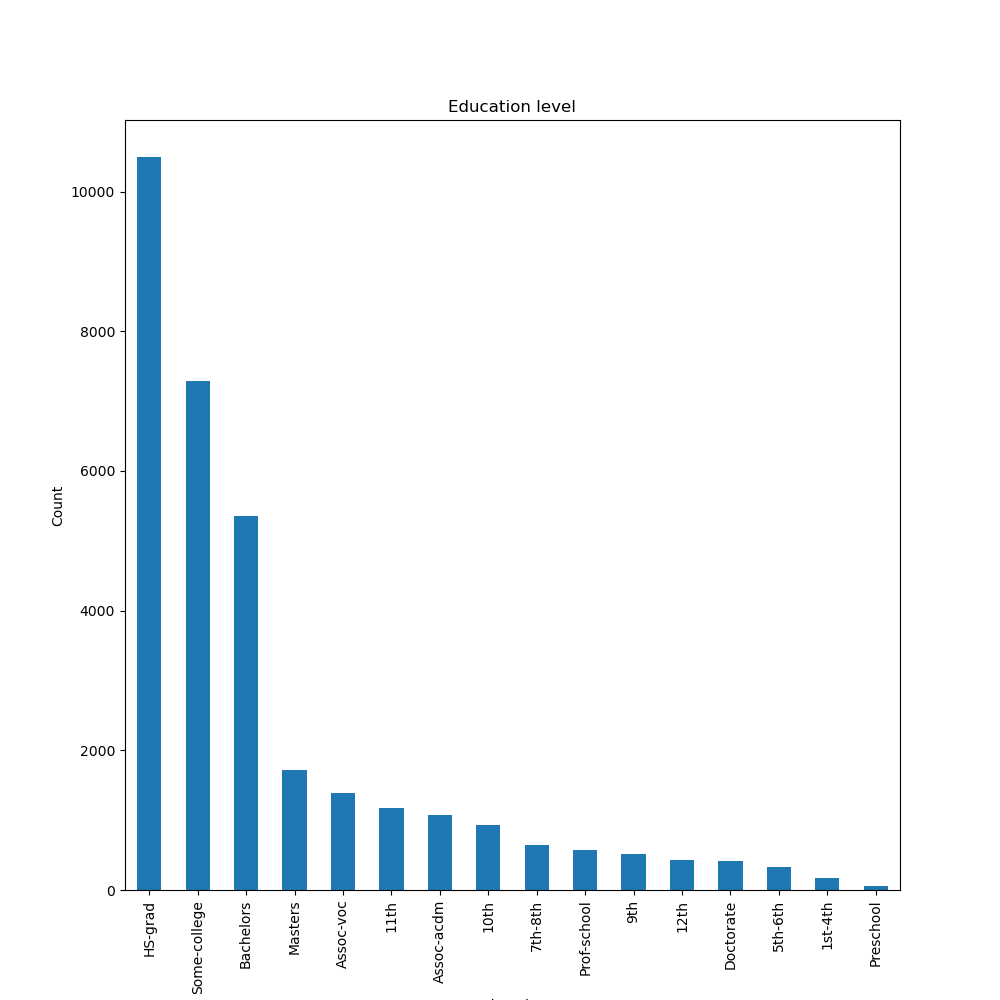 Education level
10000
8000
6000
4000
2000
0
Count
HS-grad
Some-college
Bachelors
Masters
Assoc-voc
11th
Assoc-acdm
10th
7th-8th
Prof-school
9th
12th
Doctorate
5th-6th
1st-4th
Preschool